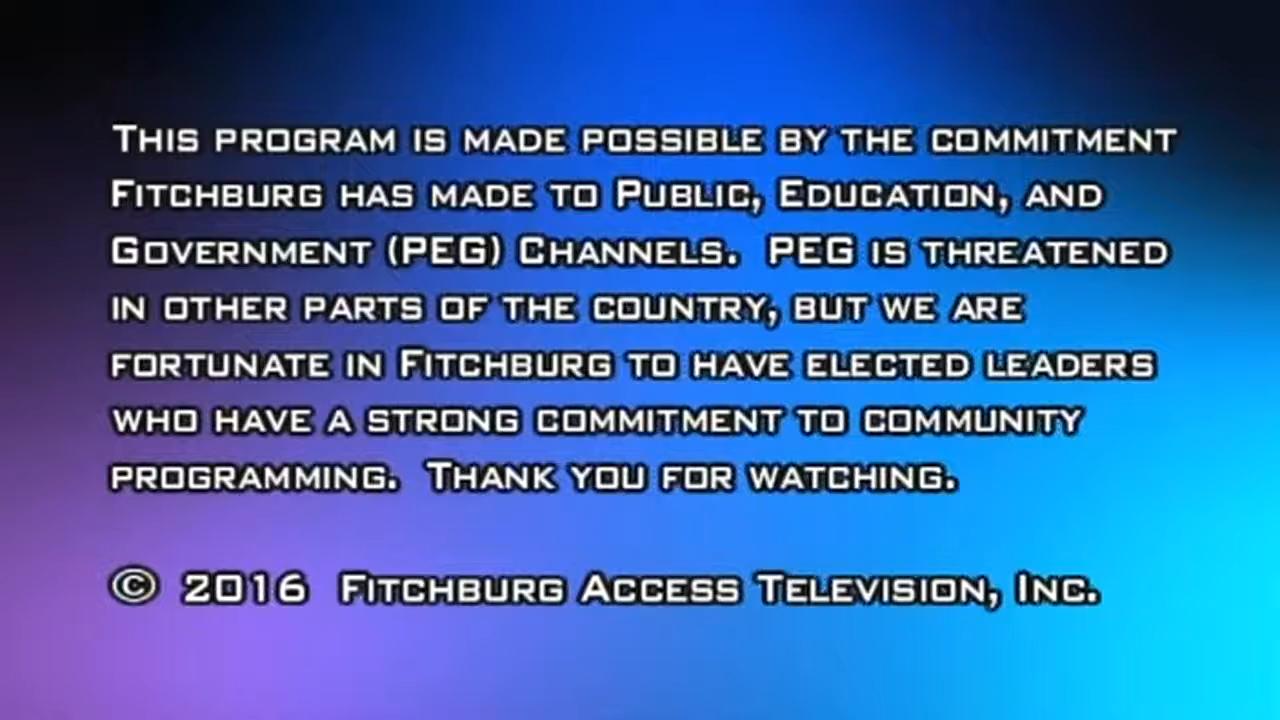 This program is made possible by the commitment
Fitchburg has made to Public, Education, and
Government (PEG) Channels.  PEG is threatened
in other parts of the country, but we are
fortunate in Fitchburg to have elected leaders
who have a strong commitment to community
programming.  Thank you for watching.
© 2016  Fitchburg Access Television, Inc.